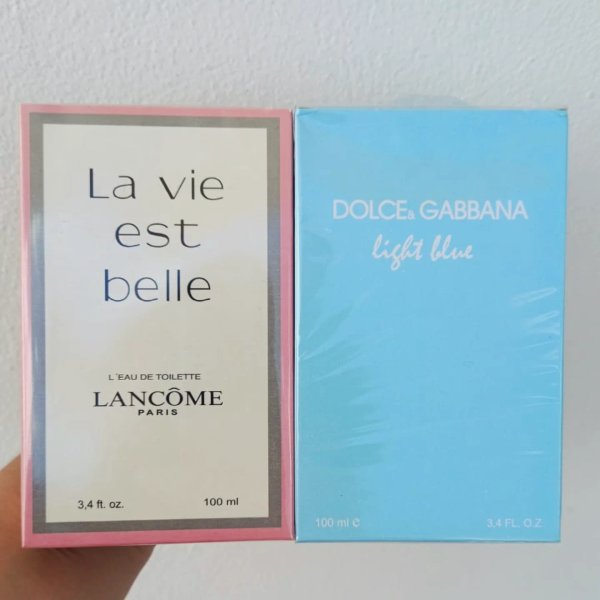 La vie
est
belle
L'EAU DE TOILETTE
LANCÔME
PARIS
3,4 ft. oz.
100 ml
DOLCE& GABBANA
light blue
100 ml e
3,4 FL. O.Z.